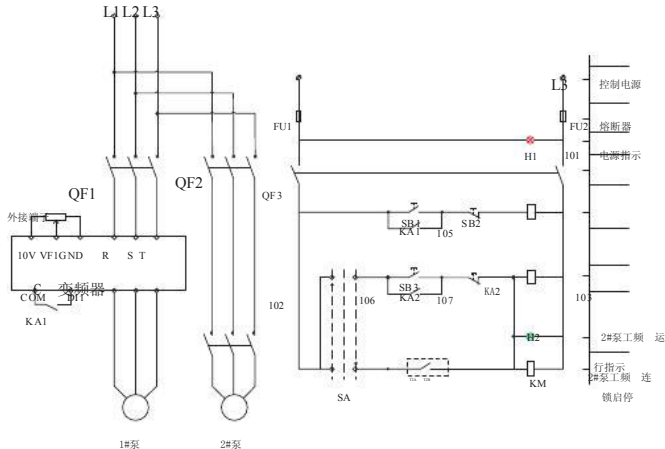 L1 L2 L3
L3
控制电源
FU1
FU2 熔断器
H1
101 电源指示
QF1
QF2
QF3
外接端子
SB1
KA1
105
SB2
10V VF1GND R S T
C 变频器
COM DI1
KA1
102
106
SB3
KA2
107
KA2
103
H2
2#泵工频 运
行指示
2#泵工频 连
锁启停
KM
SA
1#泵
2#泵